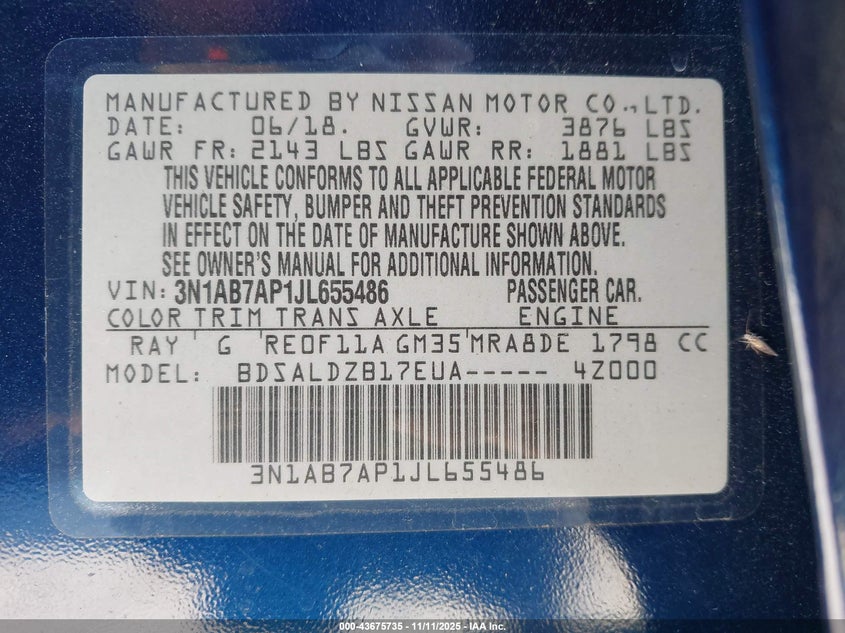 MANUFACTURED BY NISSAN MOTOR CO.,LTD.
DATE: 06/18. GVWR: 3876 LBS
GAWR FR: 2143 LBS GAWR RR: 1881 LBS
THIS VEHICLE CONFORMS TO ALL APPLICABLE FEDERAL MOTOR
VEHICLE SAFETY, BUMPER AND THEFT PREVENTION STANDARDS
IN EFFECT ON THE DATE OF MANUFACTURE SHOWN ABOVE.
SEE OWNER'S MANUAL FOR ADDITIONAL INFORMATION.
VIN: 3N1AB7AP1JL655486 PASSENGER CAR.
COLOR TRIM TRANS AXLE ENGINE
RAY G RE0F11A GM35 MRA8DE 1798 CC
MODEL: BDSALDZB17EUA----- 4Z000
3N1AB7AP1JL655486
000-43675735 - 11/11/2025 - IAA Inc.